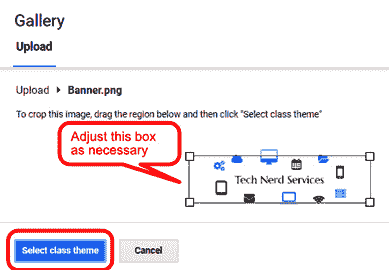 Gallery
Upload
Upload ▸ Banner.png
To crop this image, drag the region below and then click "Select class theme"
Adjust this box
as necessary
Tech Nerd Services
Select class theme
Cancel